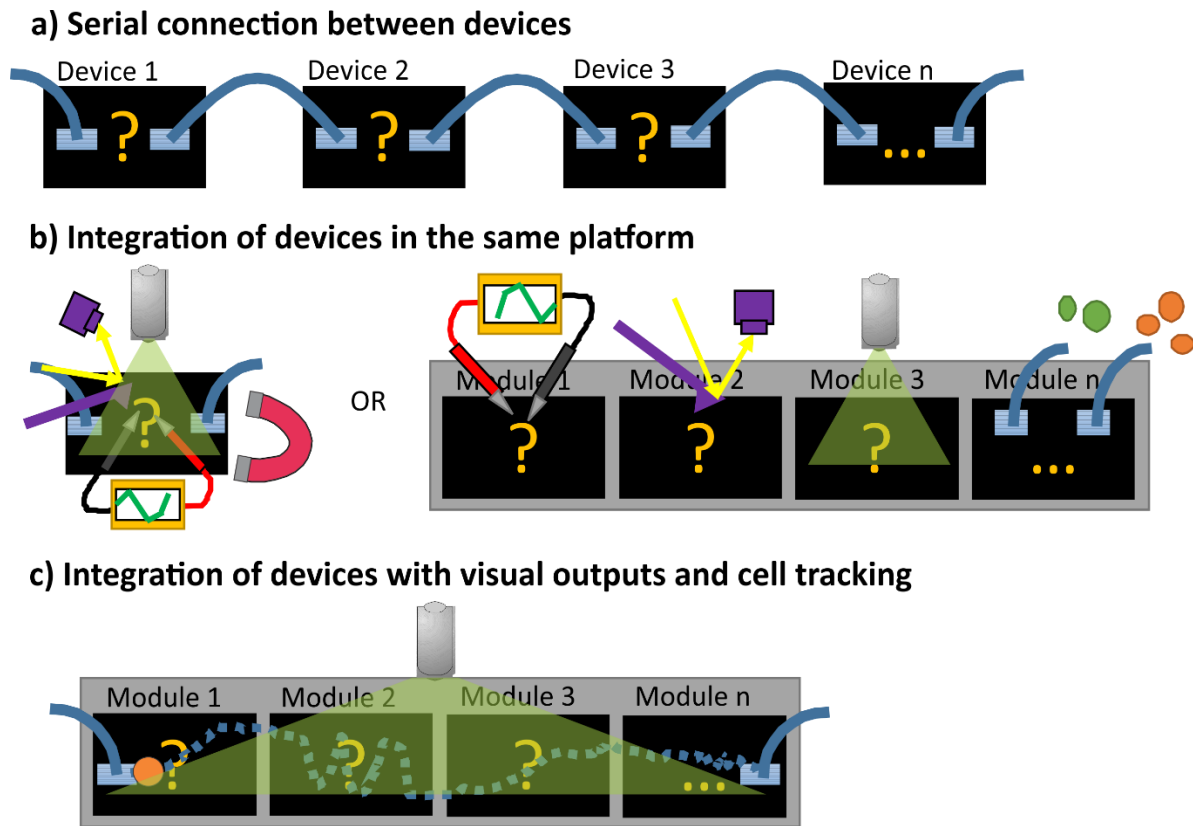 a) Serial connection between devices
Device 1 Device 2 Device 3 Device n
? ? ? ...
b) Integration of devices in the same platform
OR
Module 1 Module 2 Module 3 Module n
? ? ? ? ...
c) Integration of devices with visual outputs and cell tracking
Module 1 Module 2 Module 3 Module n
? ? ? ...